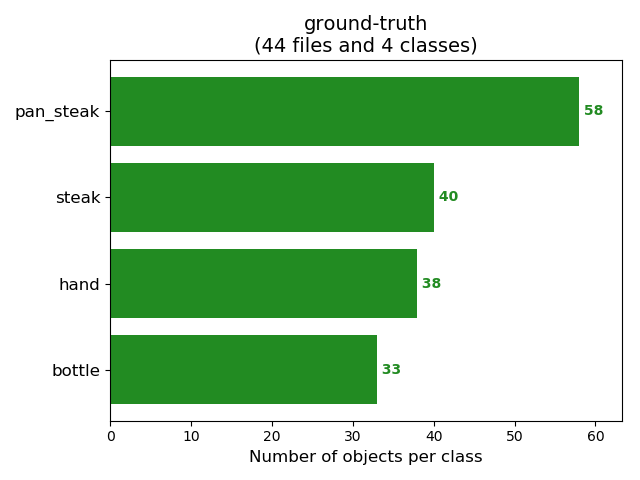 ground-truth
(44 files and 4 classes)
pan_steak
58
steak
40
hand
38
bottle
33
0 10 20 30 40 50 60
Number of objects per class